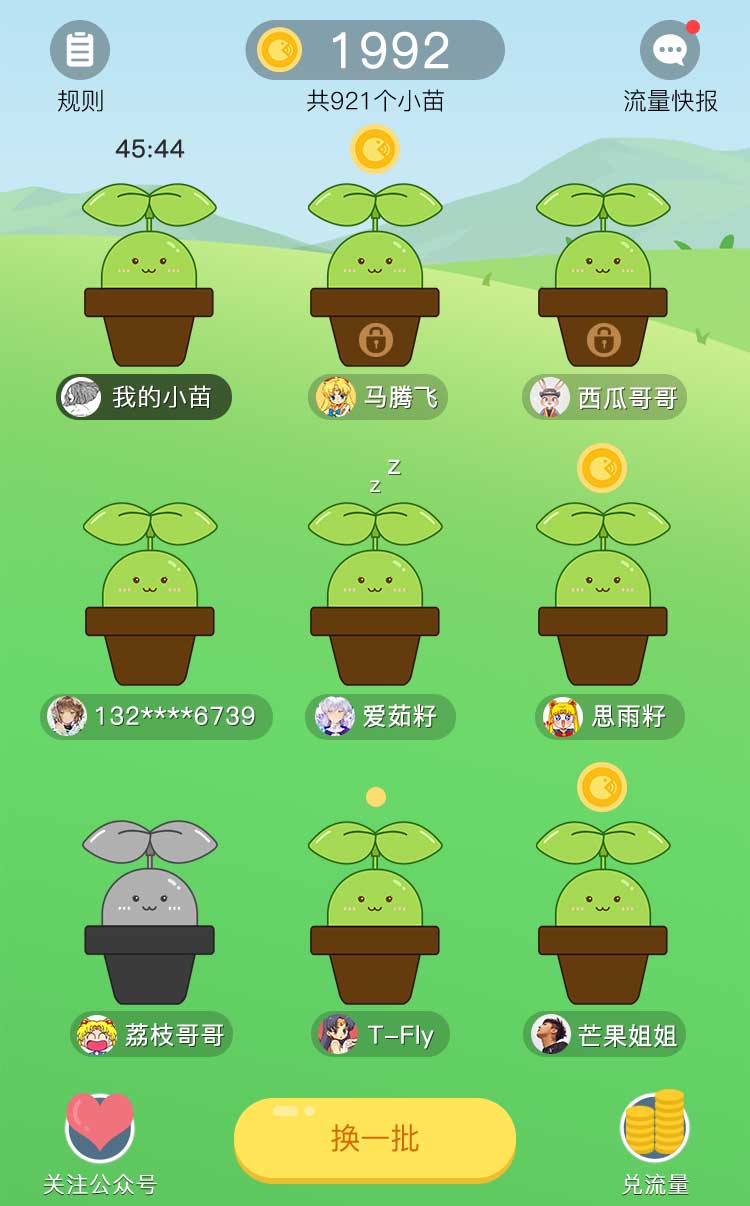 1992
规则
共921个小苗
流量快报
45:44
我的小苗
马腾飞
西瓜哥哥
z
z
132****6739
爱茹籽
思雨籽
荔枝哥哥
T-Fly
芒果姐姐
换一批
关注公众号
兑流量